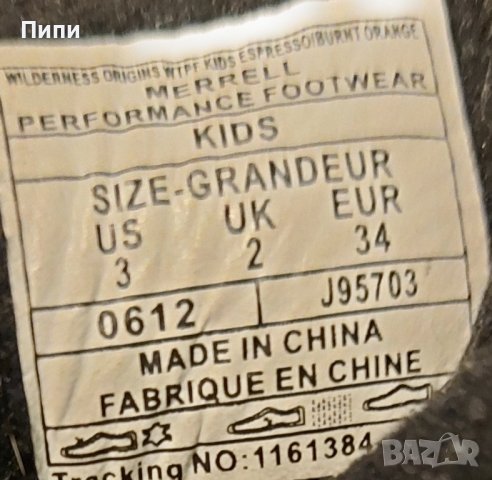 Пипи
WILDERNESS ORIGINS WTPF KIDS ESPRESSO/BURNT ORANGE
MERRELL
PERFORMANCE FOOTWEAR
KIDS
SIZE-GRANDEUR
US UK EUR
3 2 34
0612 J95703
MADE IN CHINA
FABRIQUE EN CHINE
Tracking NO:1161384
BAZAR